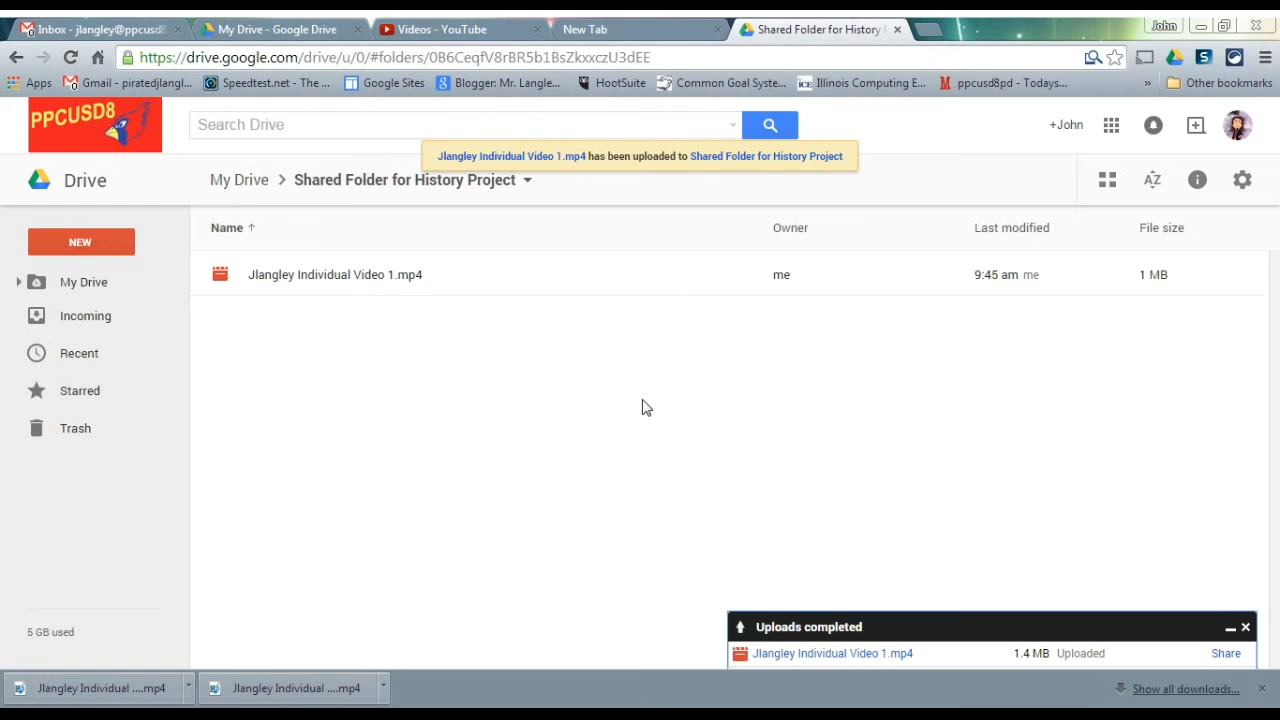 Inbox - jlangley@ppcusd8
My Drive - Google Drive
Videos - YouTube
New Tab
Shared Folder for History P
John
https://drive.google.com/drive/u/0/#folders/0B6CeqfV8rBR5b1BsZkxxczU3dEE
Apps
Gmail - piratedjlangl...
Speedtest.net - The ...
Google Sites
Blogger: Mr. Langle...
HootSuite
Common Goal Syste...
ICE
Illinois Computing E...
ppcusd8pd - Todays...
»
Other bookmarks
PPCUSD8
Search Drive
+John
Jlangley Individual Video 1.mp4 has been uploaded to Shared Folder for History Project
Drive
My Drive > Shared Folder for History Project
AZ
NEW
Name ↑
Owner
Last modified
File size
My Drive
Jlangley Individual Video 1.mp4
me
9:45 am me
1 MB
Incoming
Recent
Starred
Trash
5 GB used
Uploads completed
Jlangley Individual Video 1.mp4
1.4 MB Uploaded
Share
Jlangley Individual ....mp4
Jlangley Individual ....mp4
Show all downloads...